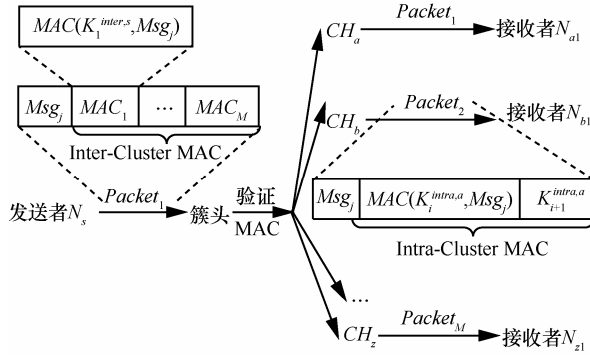 MAC(K_1^{inter,s},Msg_j)
Msg_j MAC_1 … MAC_M
Inter-Cluster MAC
发送者N_s Packet_1 簇头 验证 MAC
CH_a Packet_1 接收者N_{a1}
CH_b Packet_2 接收者N_{b1}
Msg_j MAC(K_i^{intra,a},Msg_j) K_{i+1}^{intra,a}
Intra-Cluster MAC
…
CH_z Packet_M 接收者N_{z1}